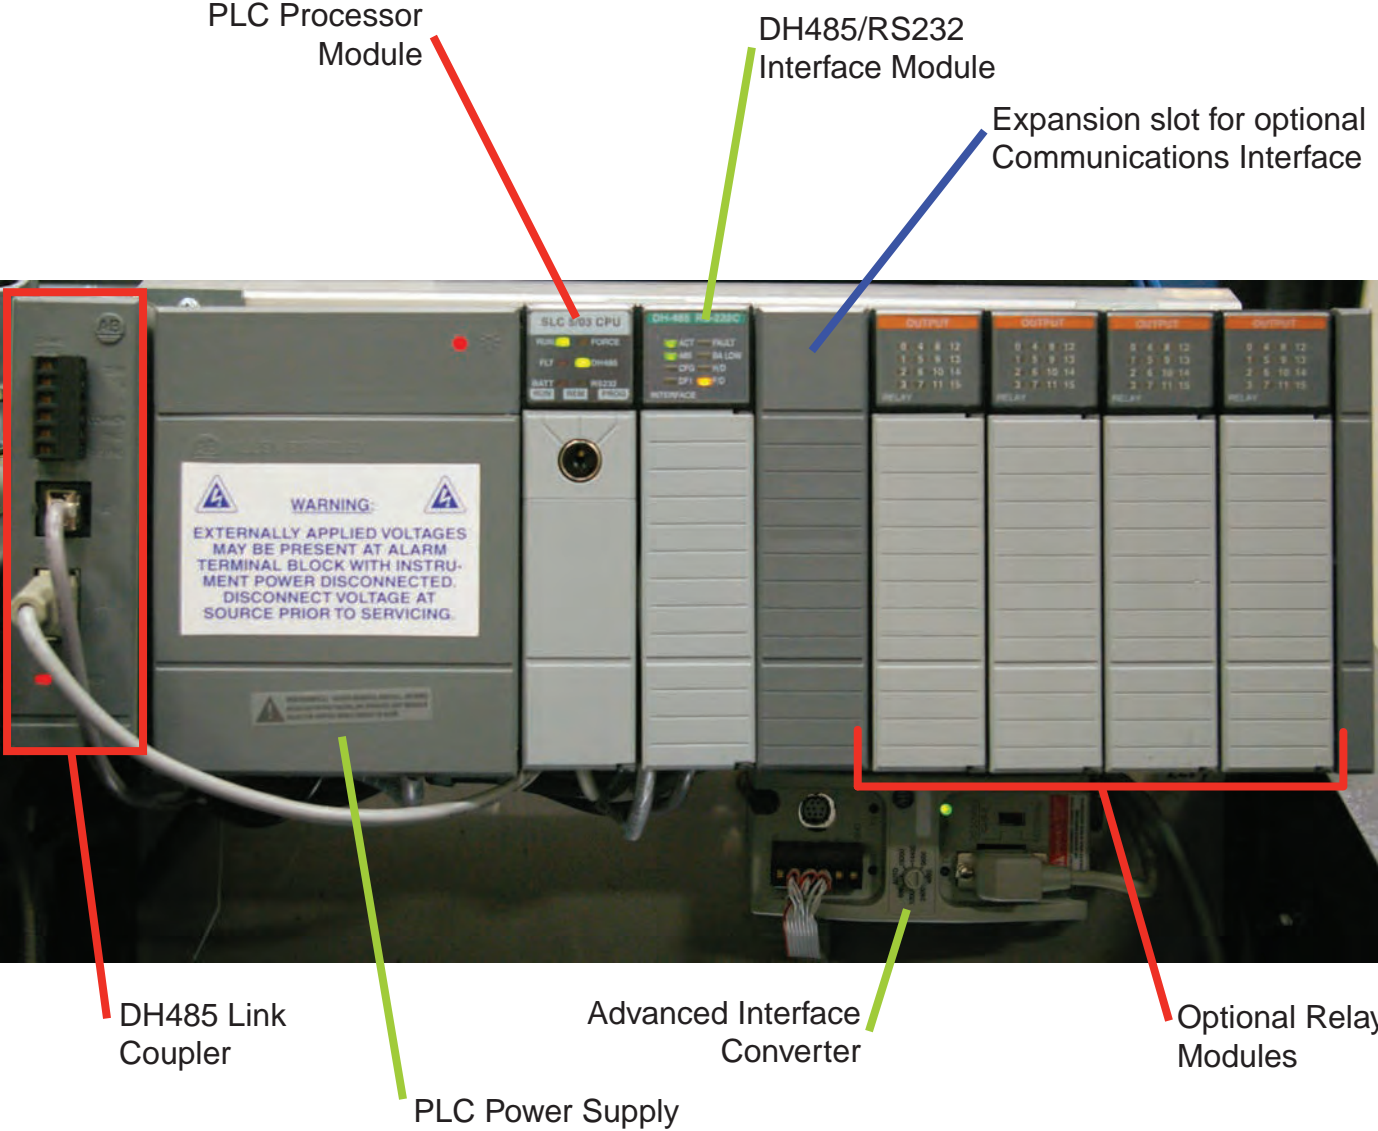 PLC Processor
Module
DH485/RS232
Interface Module
Expansion slot for optional
Communications Interface
AB
SLC 5/03 CPU
RUN FORCE
FLT DH485
BATT RS232
RUN REM PROG
DH-485 RS-232C
ACT FAULT
485 BA LOW
CFG H/D
DF1 F/D
INTERFACE
OUTPUT
0 4 8 12
1 5 9 13
2 6 10 14
3 7 11 15
RELAY
OUTPUT
0 4 8 12
1 5 9 13
2 6 10 14
3 7 11 15
RELAY
OUTPUT
0 4 8 12
1 5 9 13
2 6 10 14
3 7 11 15
RELAY
OUTPUT
0 4 8 12
1 5 9 13
2 6 10 14
3 7 11 15
RELAY
WARNING:
EXTERNALLY APPLIED VOLTAGES
MAY BE PRESENT AT ALARM
TERMINAL BLOCK WITH INSTRU-
MENT POWER DISCONNECTED.
DISCONNECT VOLTAGE AT
SOURCE PRIOR TO SERVICING.
DH485 Link
Coupler
Advanced Interface
Converter
Optional Relay
Modules
PLC Power Supply